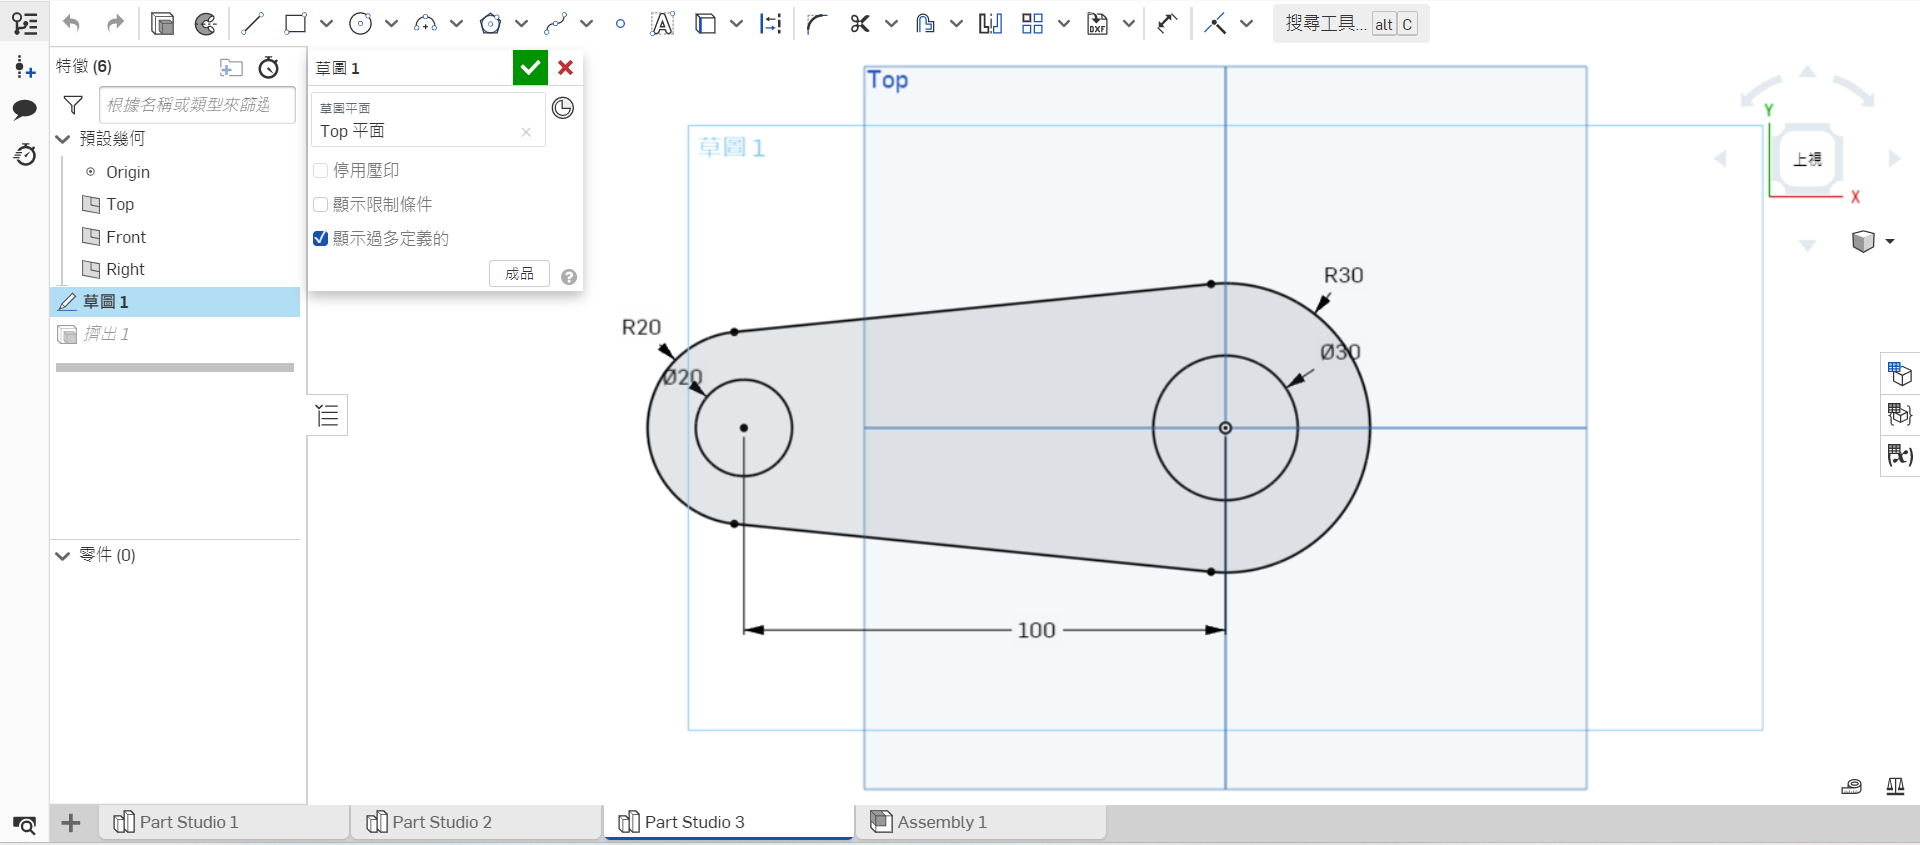 搜尋工具... alt C
特徵 (6)
根據名稱或類型來篩選
預設幾何
Origin
Top
Front
Right
草圖 1
擠出 1
零件 (0)
草圖 1
草圖平面
Top 平面
停用壓印
顯示限制條件
顯示過多定義的
成品
Top
草圖 1
R20
Ø20
R30
Ø30
100
Y
上視
X
Part Studio 1
Part Studio 2
Part Studio 3
Assembly 1